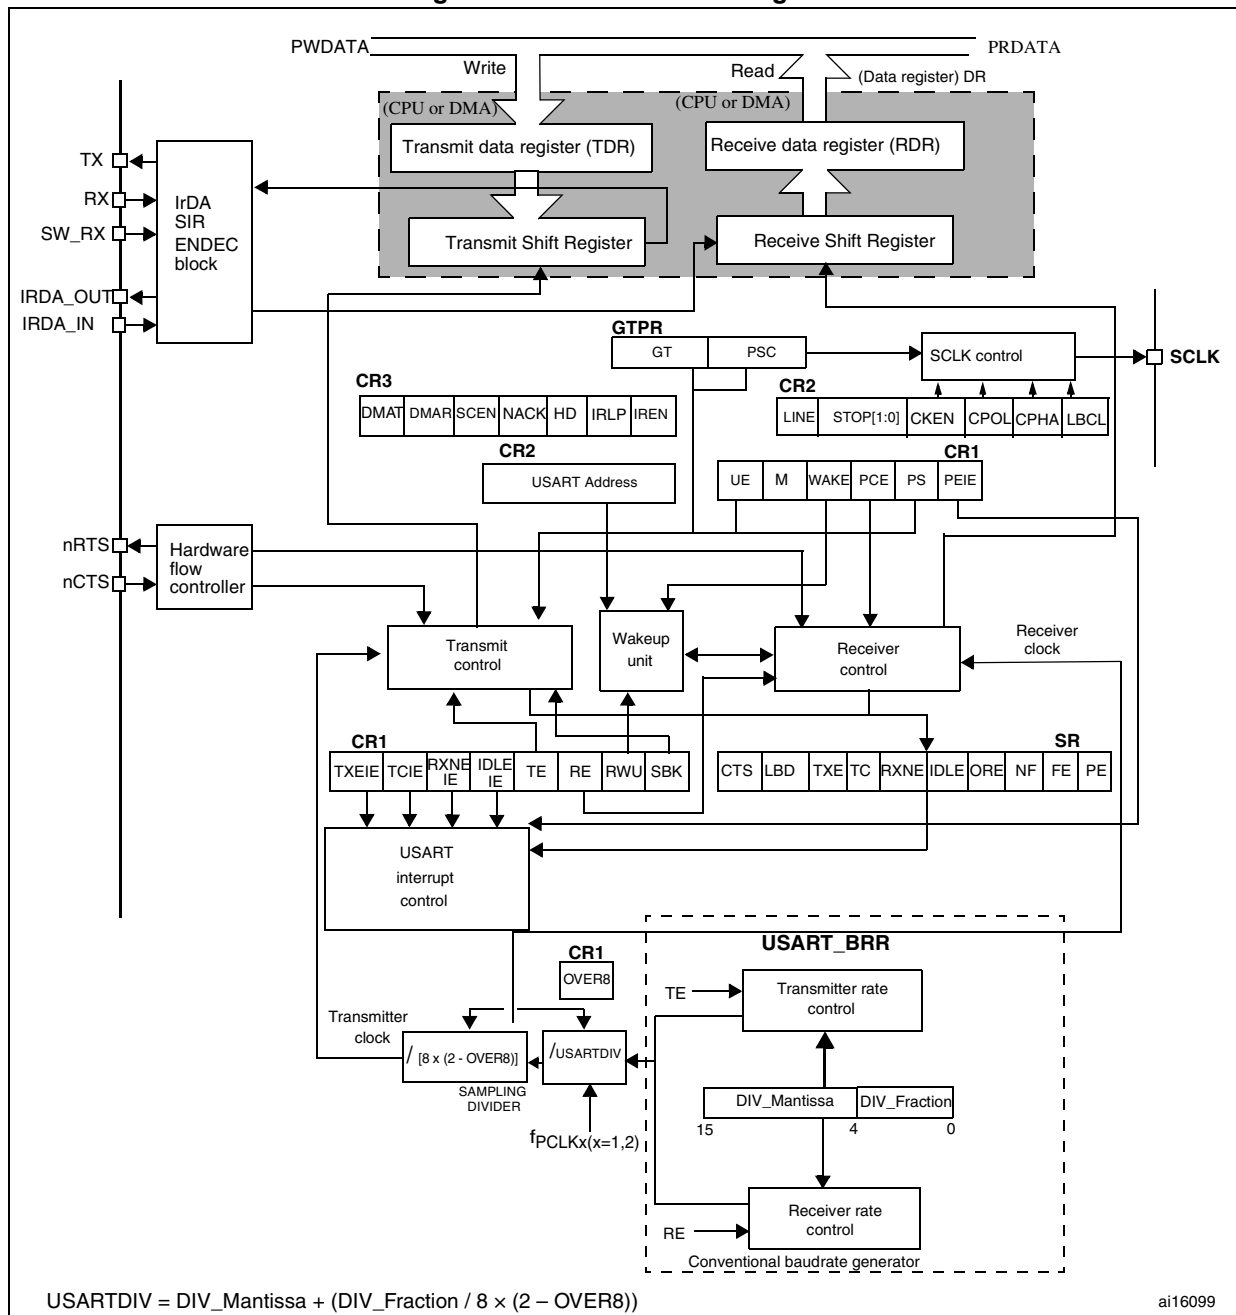 PWDATA
PRDATA
Write
Read
(Data register) DR
(CPU or DMA)
(CPU or DMA)
Transmit data register (TDR)
Receive data register (RDR)
TX
RX
SW_RX
IRDA_OUT
IRDA_IN
IrDA
SIR
ENDEC
block
Transmit Shift Register
Receive Shift Register
GTPR
GT
PSC
SCLK control
SCLK
CR3
DMAT
DMAR
SCEN
NACK
HD
IRLP
IREN
CR2
LINE
STOP[1:0]
CKEN
CPOL
CPHA
LBCL
CR2
USART Address
CR1
UE
M
WAKE
PCE
PS
PEIE
nRTS
nCTS
Hardware
flow
controller
Transmit
control
Wakeup
unit
Receiver
control
Receiver
clock
CR1
TXEIE
TCIE
RXNE
IE
IDLE
IE
TE
RE
RWU
SBK
SR
CTS
LBD
TXE
TC
RXNE
IDLE
ORE
NF
FE
PE
USART
interrupt
control
USART_BRR
CR1
OVER8
TE
Transmitter rate
control
Transmitter
clock
/ [8 x (2 - OVER8)]
/USARTDIV
SAMPLING
DIVIDER
fPCLKx(x=1,2)
DIV_Mantissa
DIV_Fraction
15
4
0
RE
Receiver rate
control
Conventional baudrate generator
USARTDIV = DIV_Mantissa + (DIV_Fraction / 8 × (2 – OVER8))
ai16099